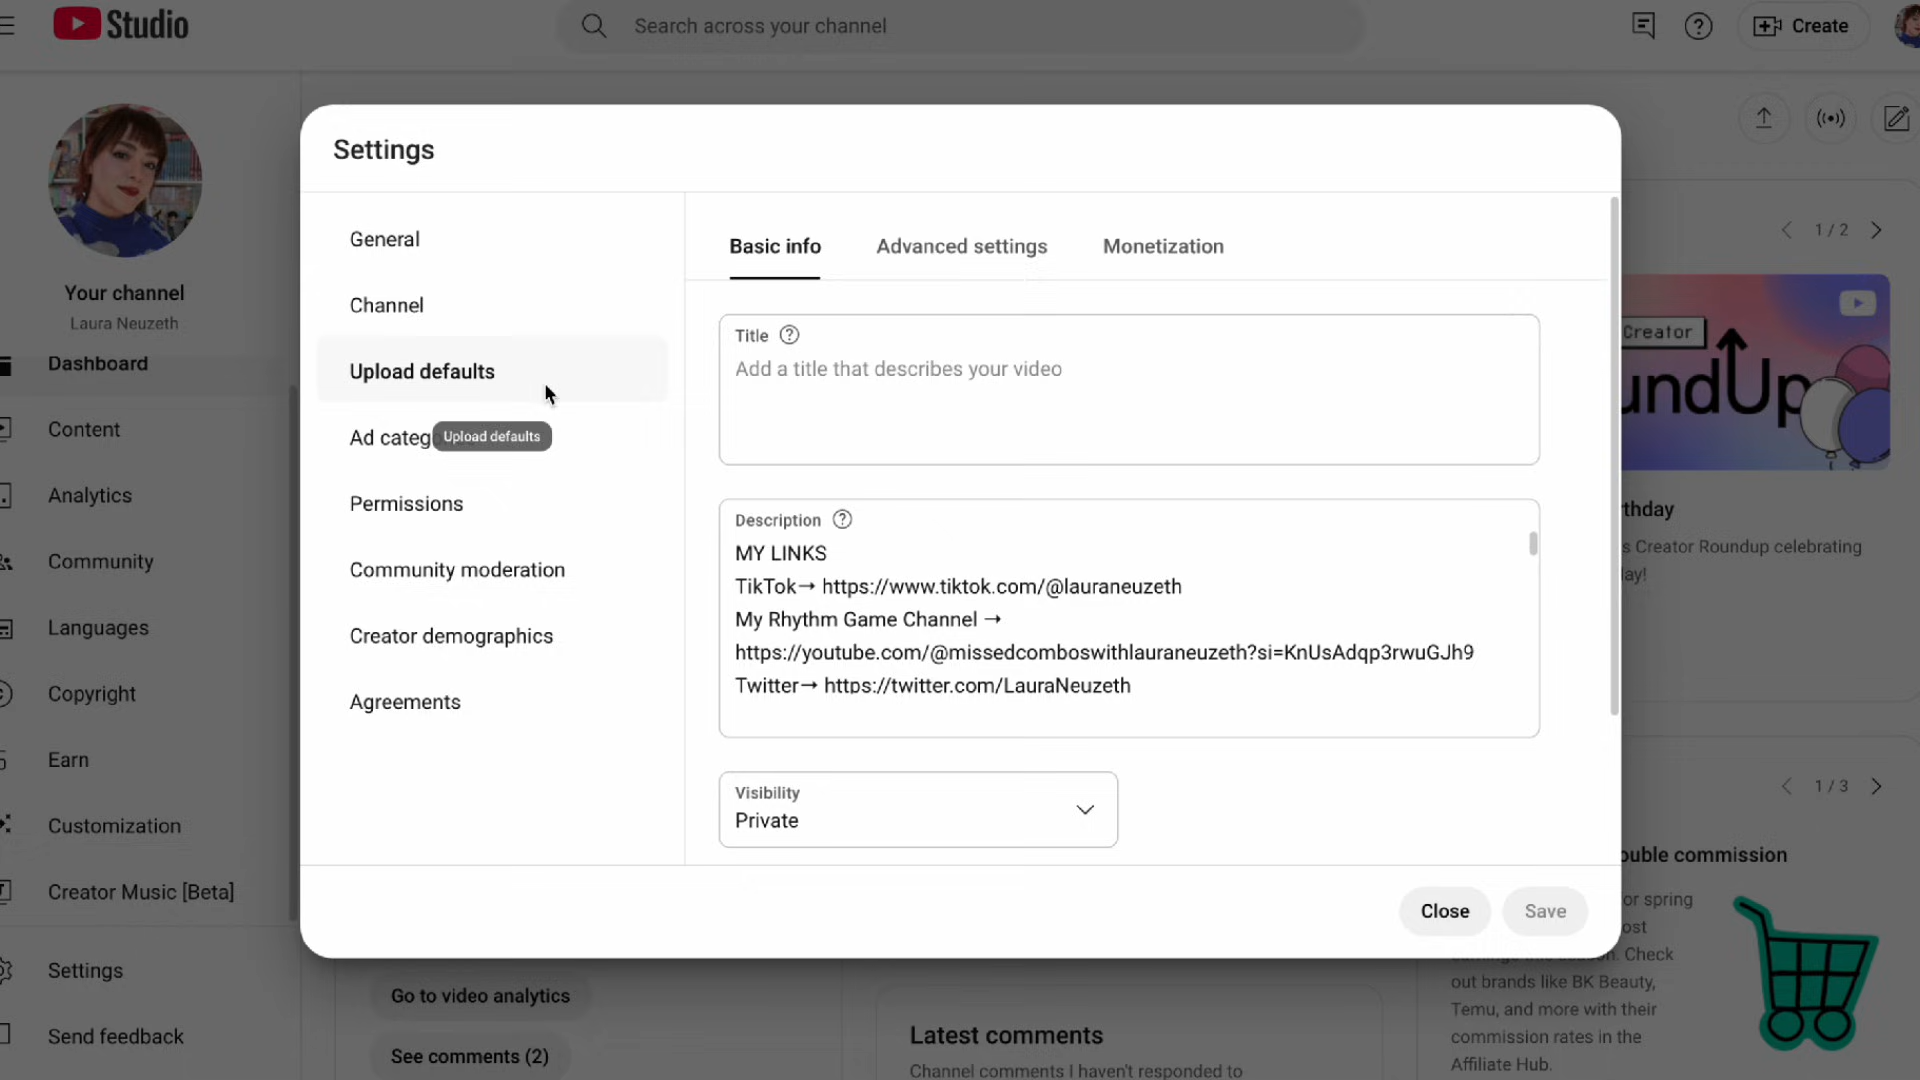 Studio
Search across your channel
Create
Your channel
Laura Neuzeth
Dashboard
Content
Analytics
Community
Languages
Copyright
Earn
Customization
Creator Music [Beta]
Settings
Send feedback
Settings
General
Channel
Upload defaults
Ad categ
Upload defaults
Permissions
Community moderation
Creator demographics
Agreements
Basic info
Advanced settings
Monetization
Title
Add a title that describes your video
Description
MY LINKS
TikTok→ https://www.tiktok.com/@lauraneuzeth
My Rhythm Game Channel →
https://youtube.com/@missedcomboswithlauraneuzeth?si=KnUsAdqp3rwuGJh9
Twitter→ https://twitter.com/LauraNeuzeth
Visibility
Private
Close
Save
1 / 2
Creator
undUp
thday
s Creator Roundup celebrating
ay!
1 / 3
ouble commission
or spring
ost
Check
out brands like BK Beauty,
Temu, and more with their
commission rates in the
Affiliate Hub.
Go to video analytics
See comments (2)
Latest comments
Channel comments I haven't responded to